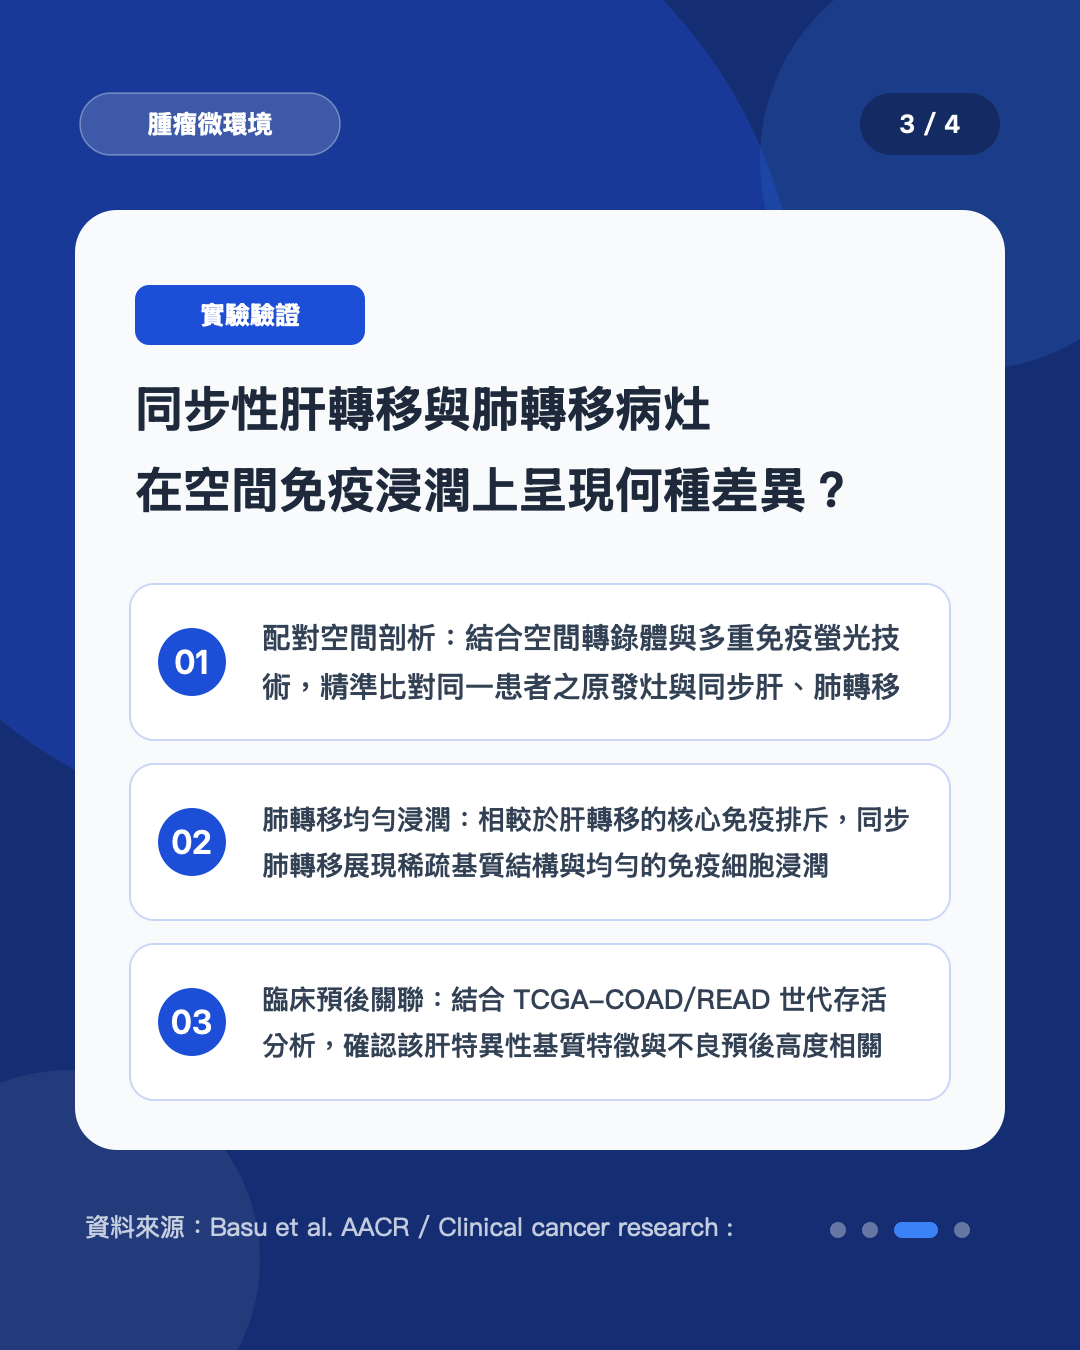 腫瘤微環境
3 / 4
實驗驗證
同步性肝轉移與肺轉移病灶
在空間免疫浸潤上呈現何種差異？
01
配對空間剖析：結合空間轉錄體與多重免疫螢光技
術，精準比對同一患者之原發灶與同步肝、肺轉移
02
肺轉移均勻浸潤：相較於肝轉移的核心免疫排斥，同步
肺轉移展現稀疏基質結構與均勻的免疫細胞浸潤
03
臨床預後關聯：結合 TCGA-COAD/READ 世代存活
分析，確認該肝特異性基質特徵與不良預後高度相關
資料來源：Basu et al. AACR / Clinical cancer research :